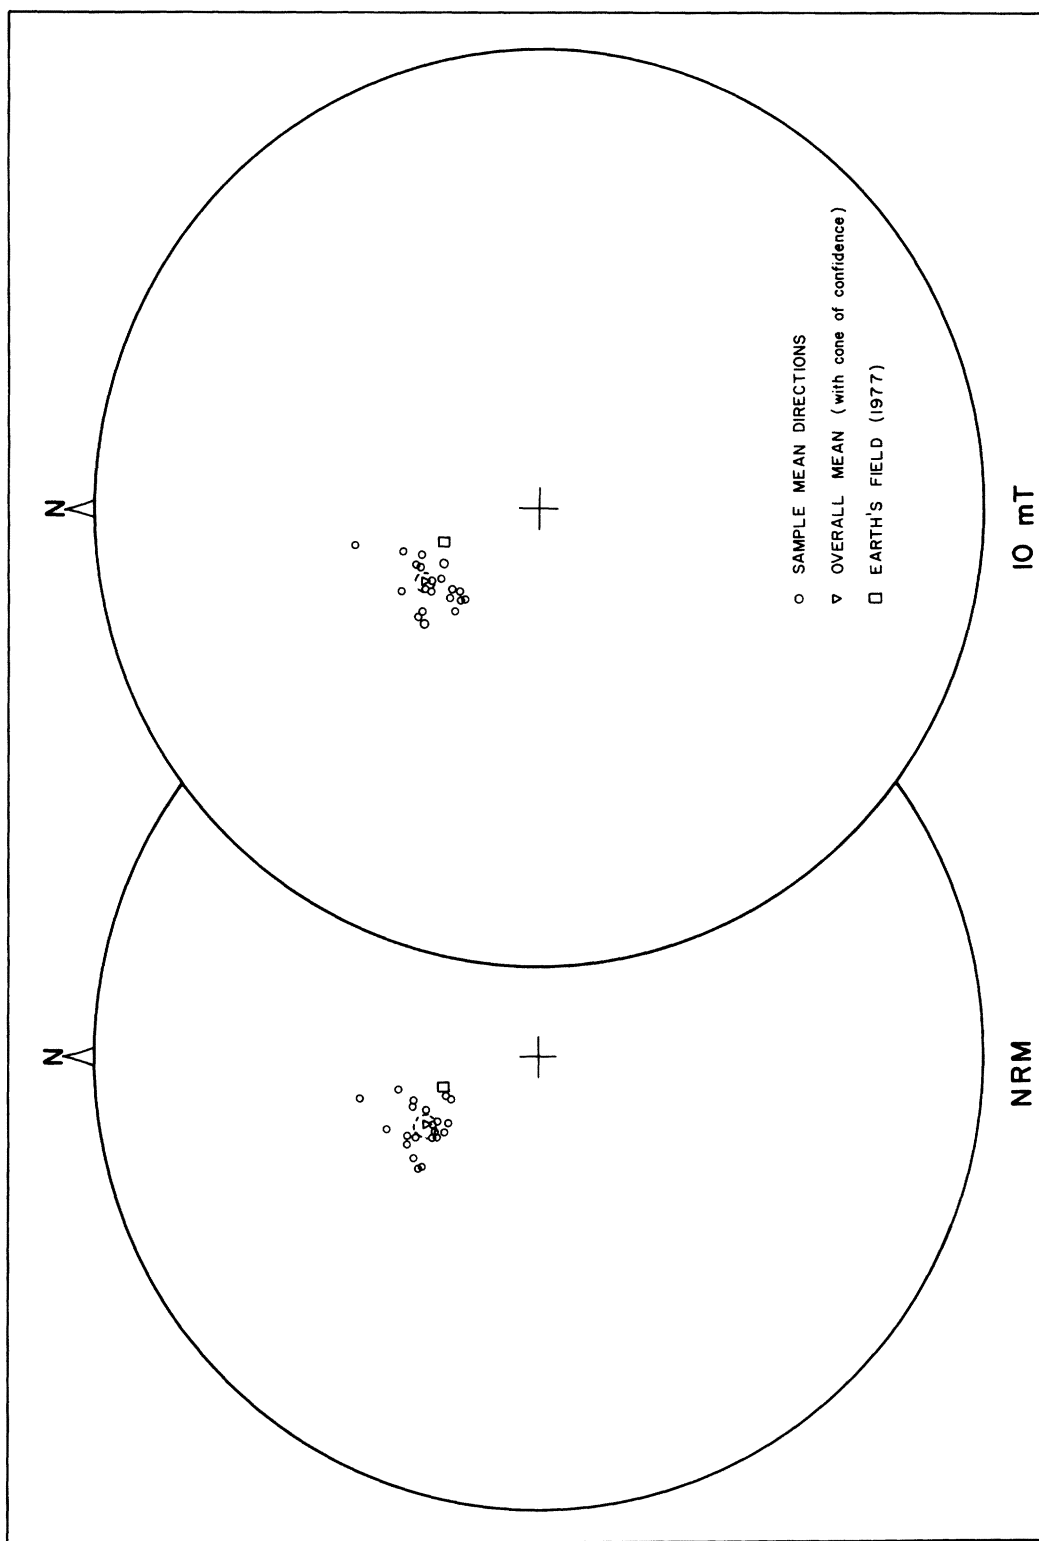 N
N
○ SAMPLE MEAN DIRECTIONS
▽ OVERALL MEAN (with cone of confidence)
□ EARTH'S FIELD (1977)
NRM
10 mT